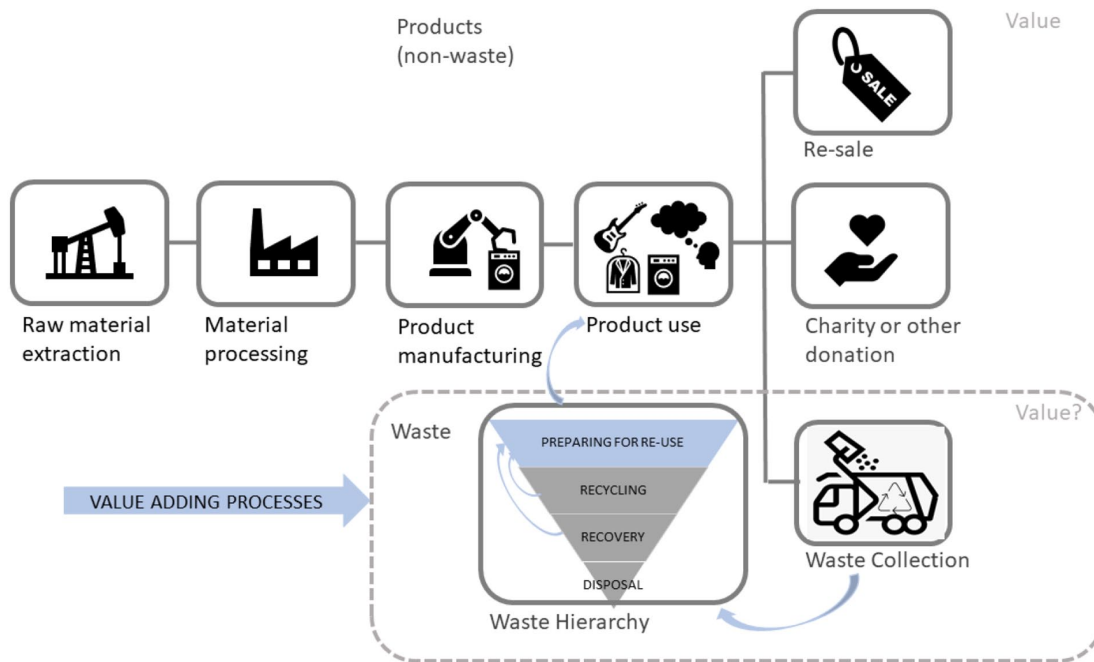 Products
(non-waste)
Value
SALE
Re-sale
Raw material
extraction
Material
processing
Product
manufacturing
Product use
Charity or other
donation
Value?
Waste
PREPARING FOR RE-USE
RECYCLING
RECOVERY
DISPOSAL
VALUE ADDING PROCESSES
Waste Collection
Waste Hierarchy